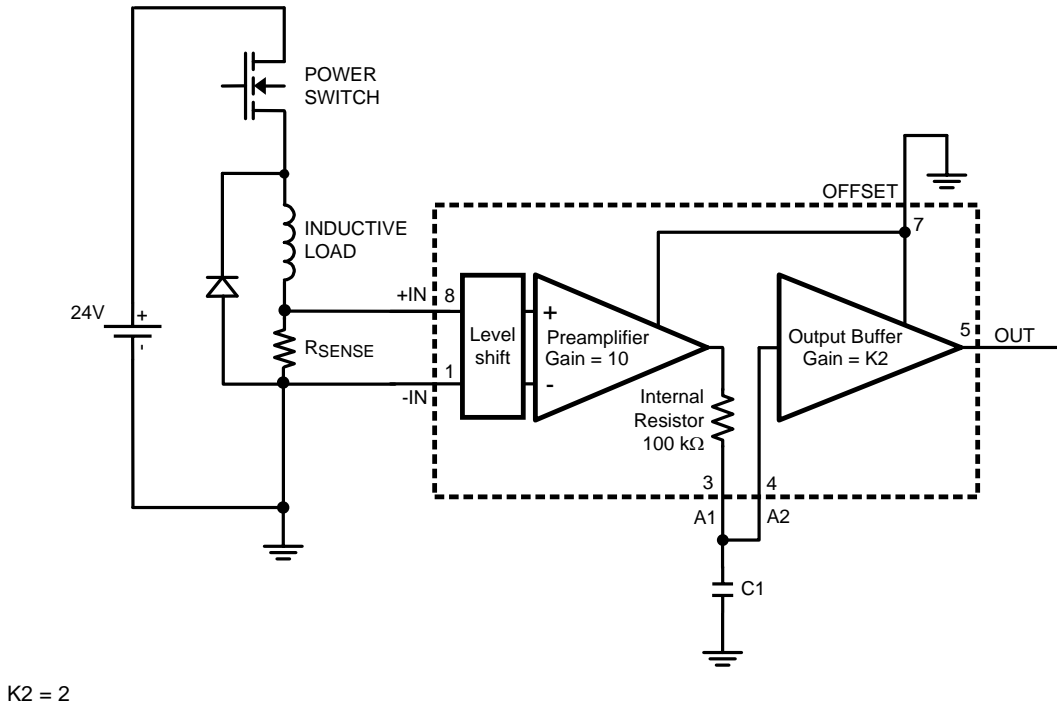 POWER
SWITCH
OFFSET
7
INDUCTIVE
LOAD
24V
+
-
+IN
8
Level
shift
+
-
Preamplifier
Gain = 10
Output Buffer
Gain = K2
5
OUT
RSENSE
1
-IN
Internal
Resistor
100 kΩ
3
4
A1
A2
C1
K2 = 2